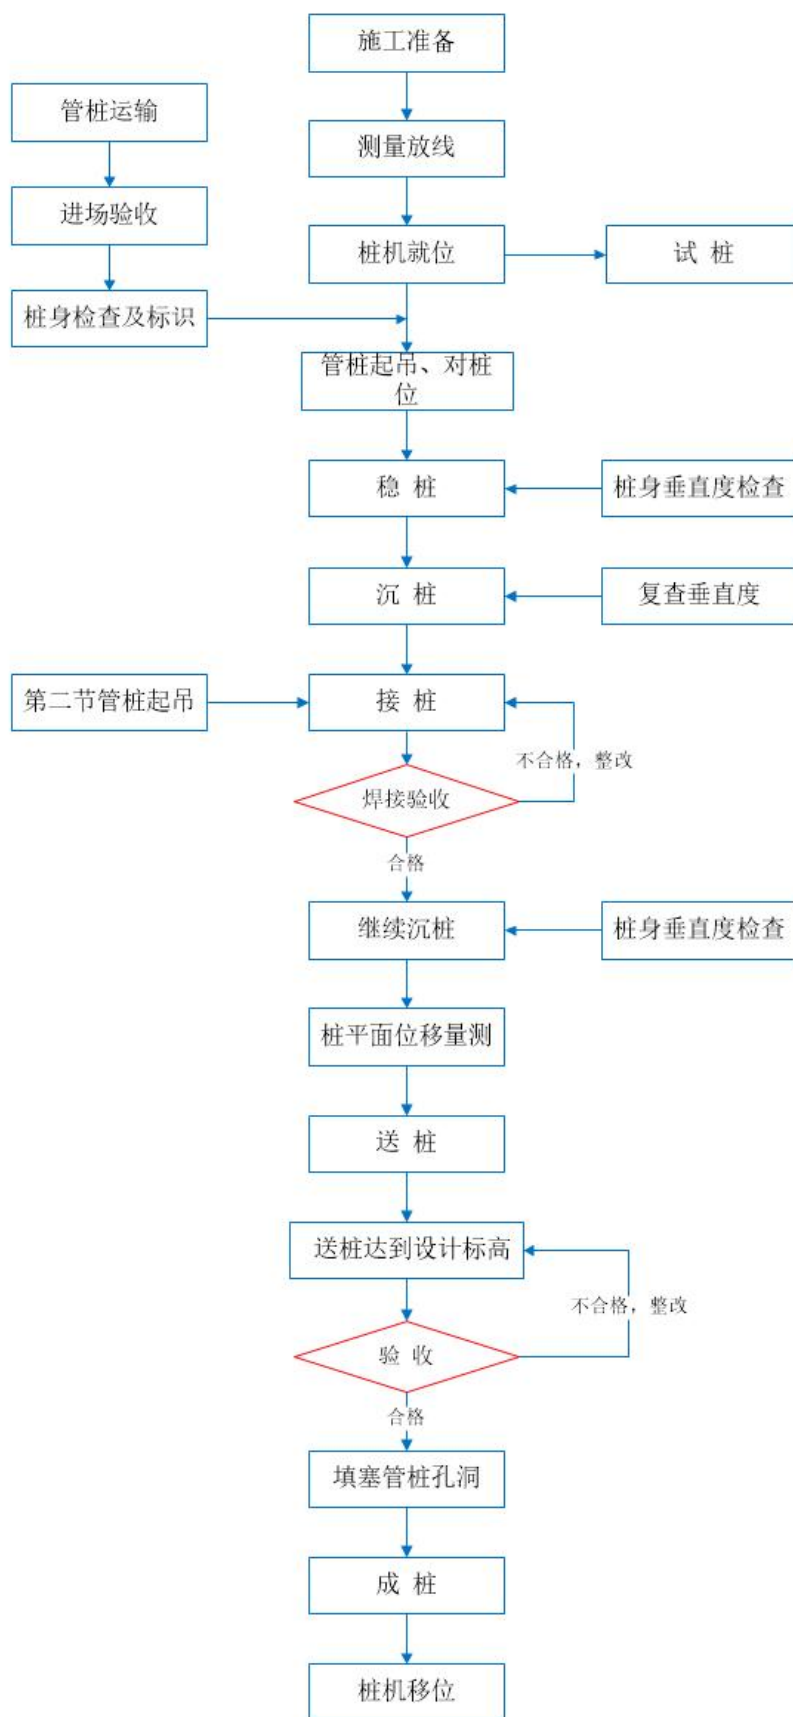 施工准备
管桩运输
测量放线
进场验收
桩机就位
试 桩
桩身检查及标识
管桩起吊、对桩
位
稳 桩
桩身垂直度检查
沉 桩
复查垂直度
第二节管桩起吊
接 桩
不合格，整改
焊接验收
合格
继续沉桩
桩身垂直度检查
桩平面位移量测
送 桩
送桩达到设计标高
不合格，整改
验 收
合格
填塞管桩孔洞
成 桩
桩机移位